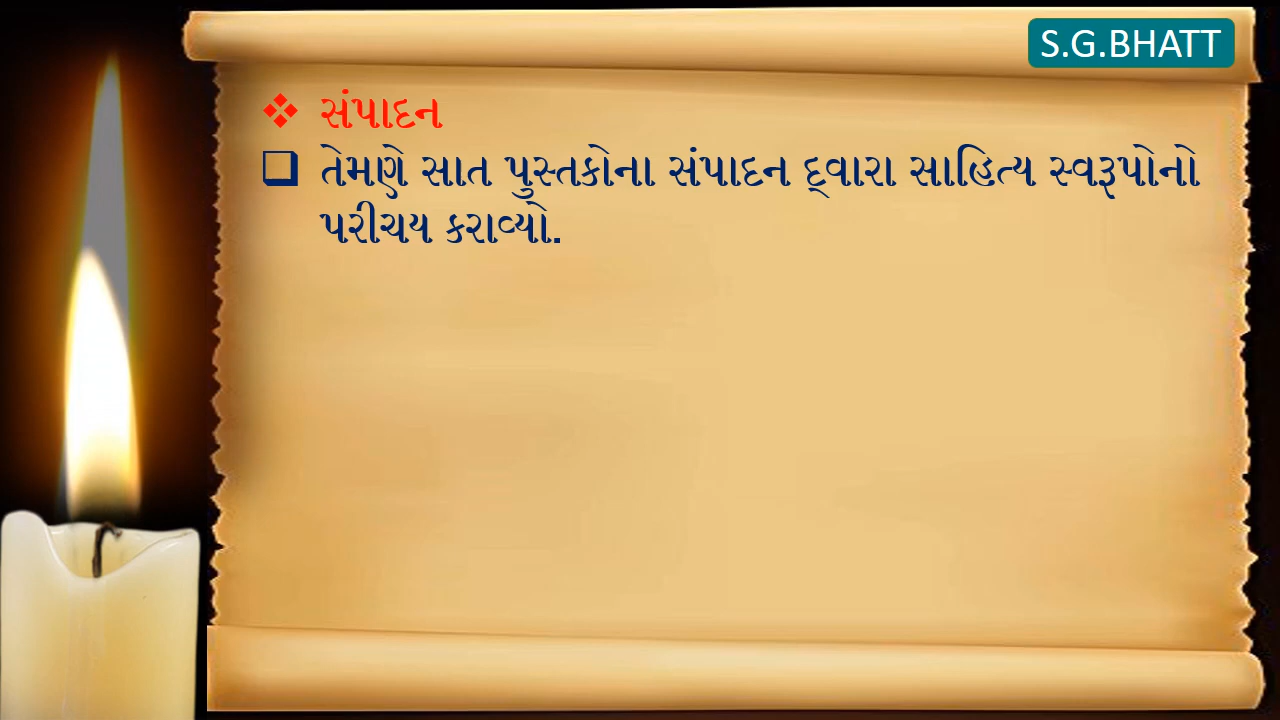 S.G.BHATT
❖ સંપાદન
❑ તેમણે સાત પુસ્તકોના સંપાદન દ્‌વારા સાહિત્ય સ્વરૂપોનો
પરીચય કરાવ્યો.